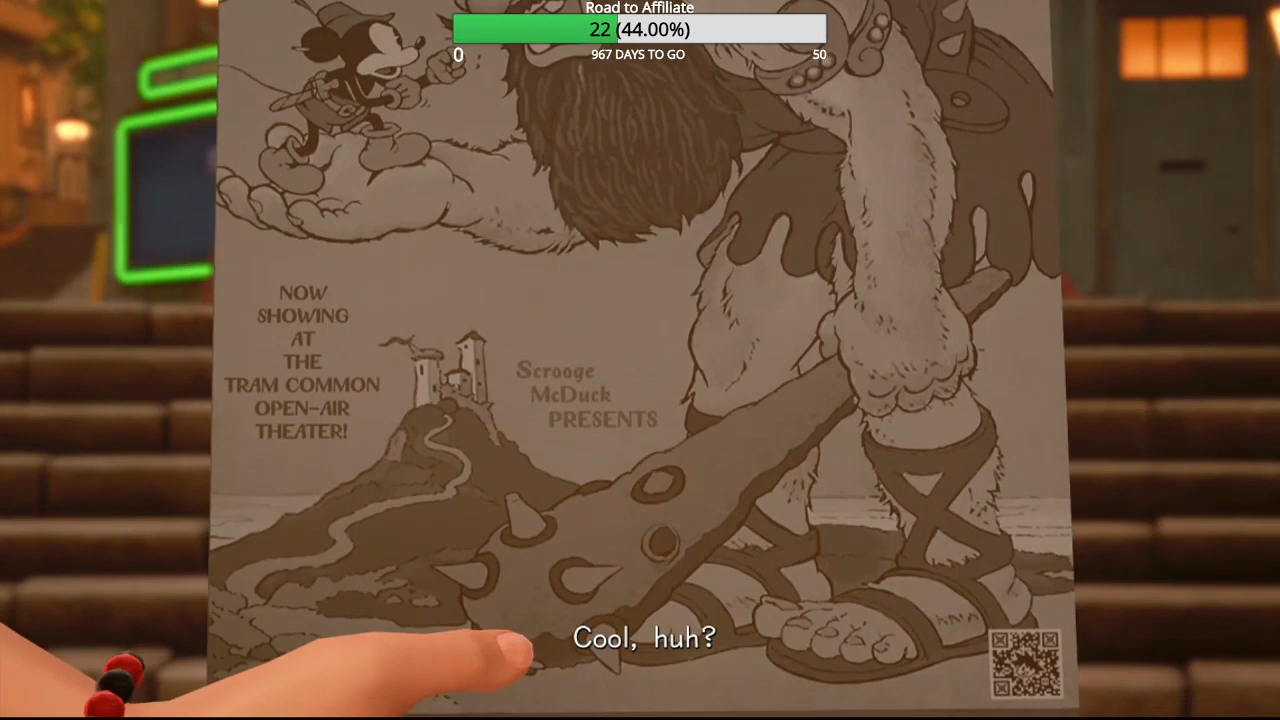 Road to Affiliate
22 (44.00%)
0 967 DAYS TO GO 50
NOW
SHOWING
AT
THE
TRAM COMMON
OPEN-AIR
THEATER!
Scrooge
McDuck
PRESENTS
Cool, huh?